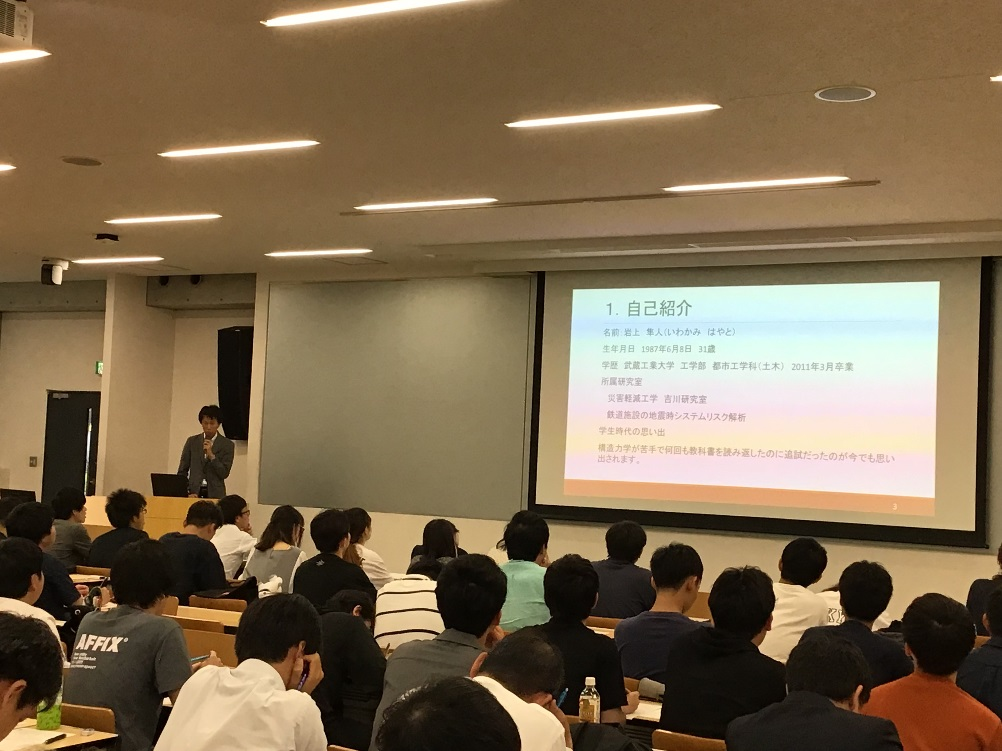 1. 自己紹介
名前 岩上 隼人(いわかみ はやと)
生年月日 1987年6月8日 31歳
学歴 武蔵工業大学 工学部 都市工学科(土木) 2011年3月卒業
所属研究室
災害軽減工学 吉川研究室
鉄道施設の地震時システムリスク解析
学生時代の思い出
構造力学が苦手で何回も教科書を読み返したのに追試だったのが今でも思い
出されます。
3
AFFIX